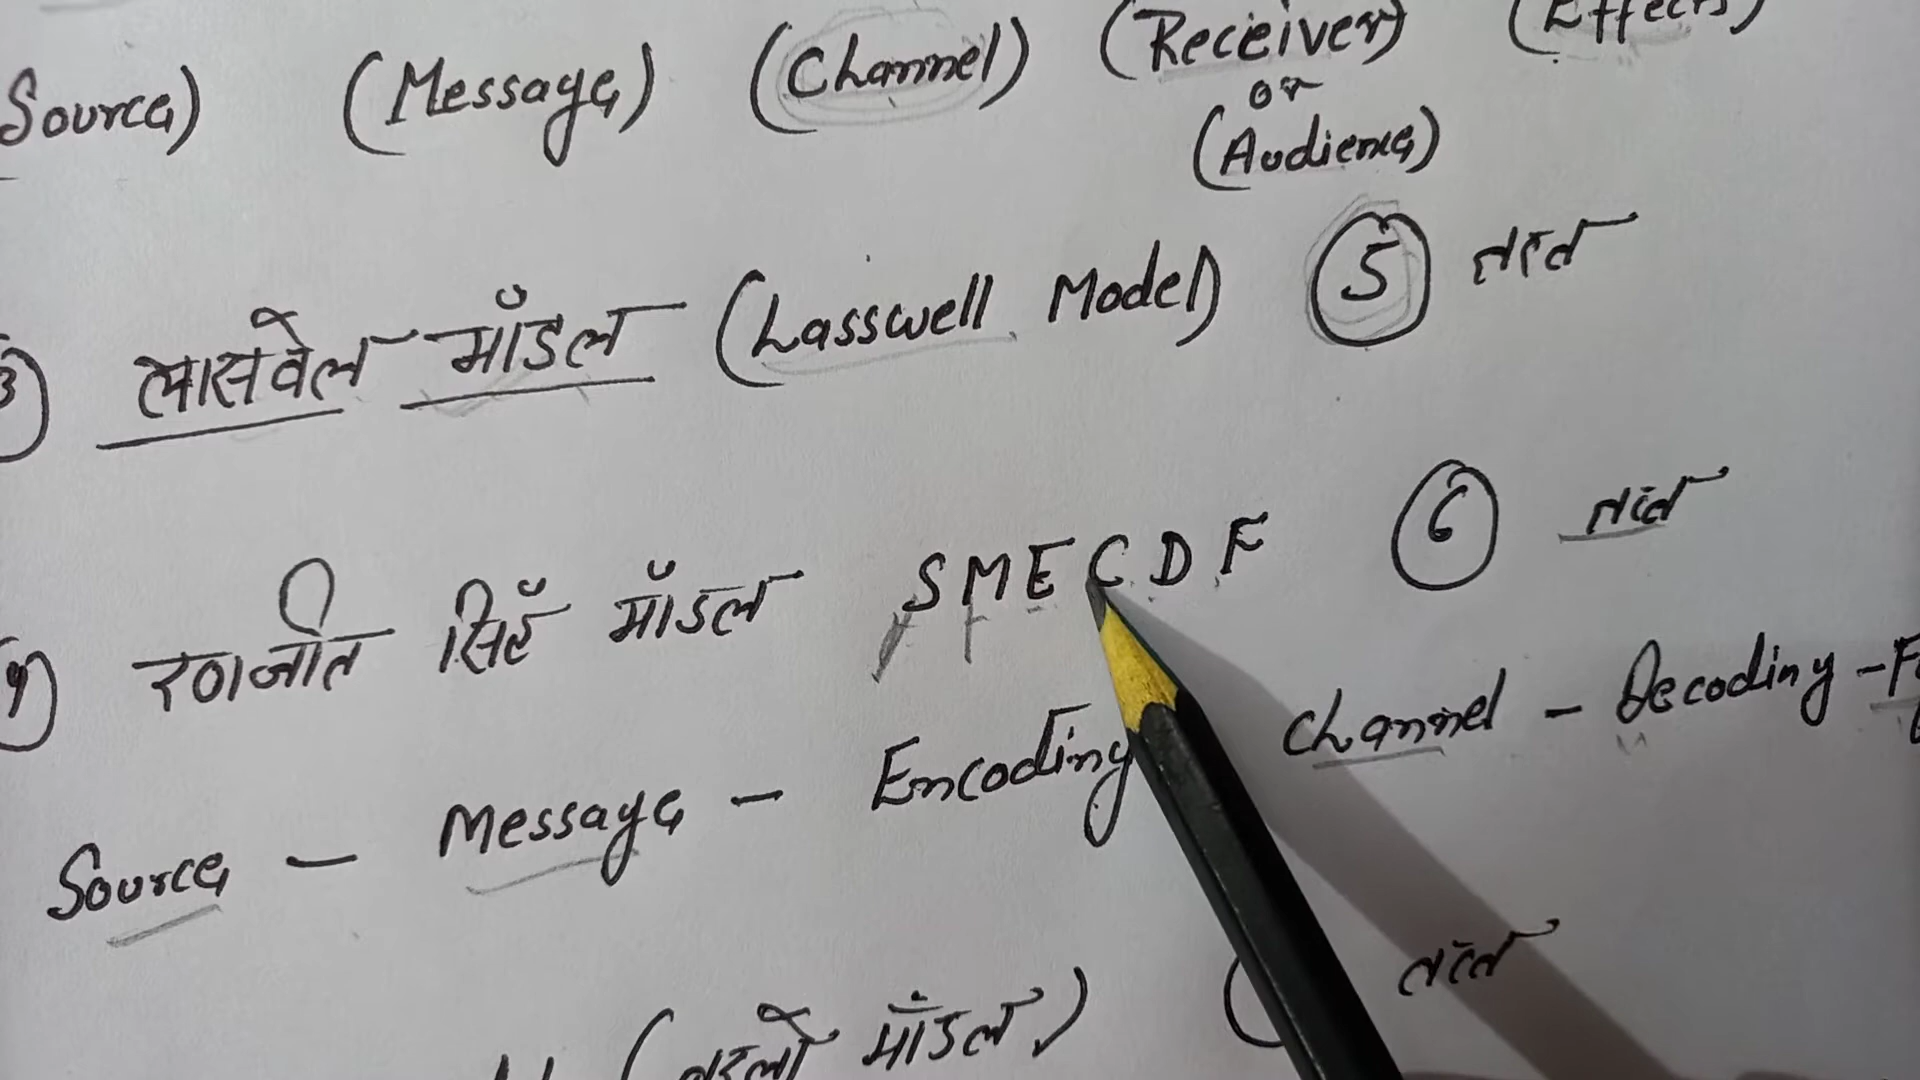 Source) (Message) (Channel) (Receiver) (Effects)
or
(Audience)
3) लासवेल मॉडल (Lasswell Model) 5 तत्व
रणजीत सिंह मॉडल SMECDF 6 तत्व
Source - Message - Encoding Channel - Decoding - F
मॉडल) तत्व